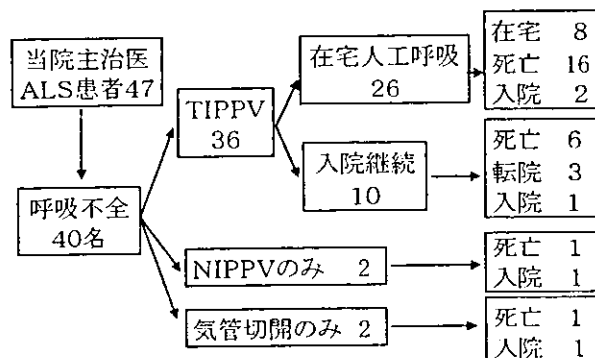 当院主治医
ALS患者47
呼吸不全
40名
TIPPV
36
在宅人工呼吸
26
在宅 8
死亡 16
入院 2
入院継続
10
死亡 6
転院 3
入院 1
NIPPVのみ 2
死亡 1
入院 1
気管切開のみ 2
死亡 1
入院 1